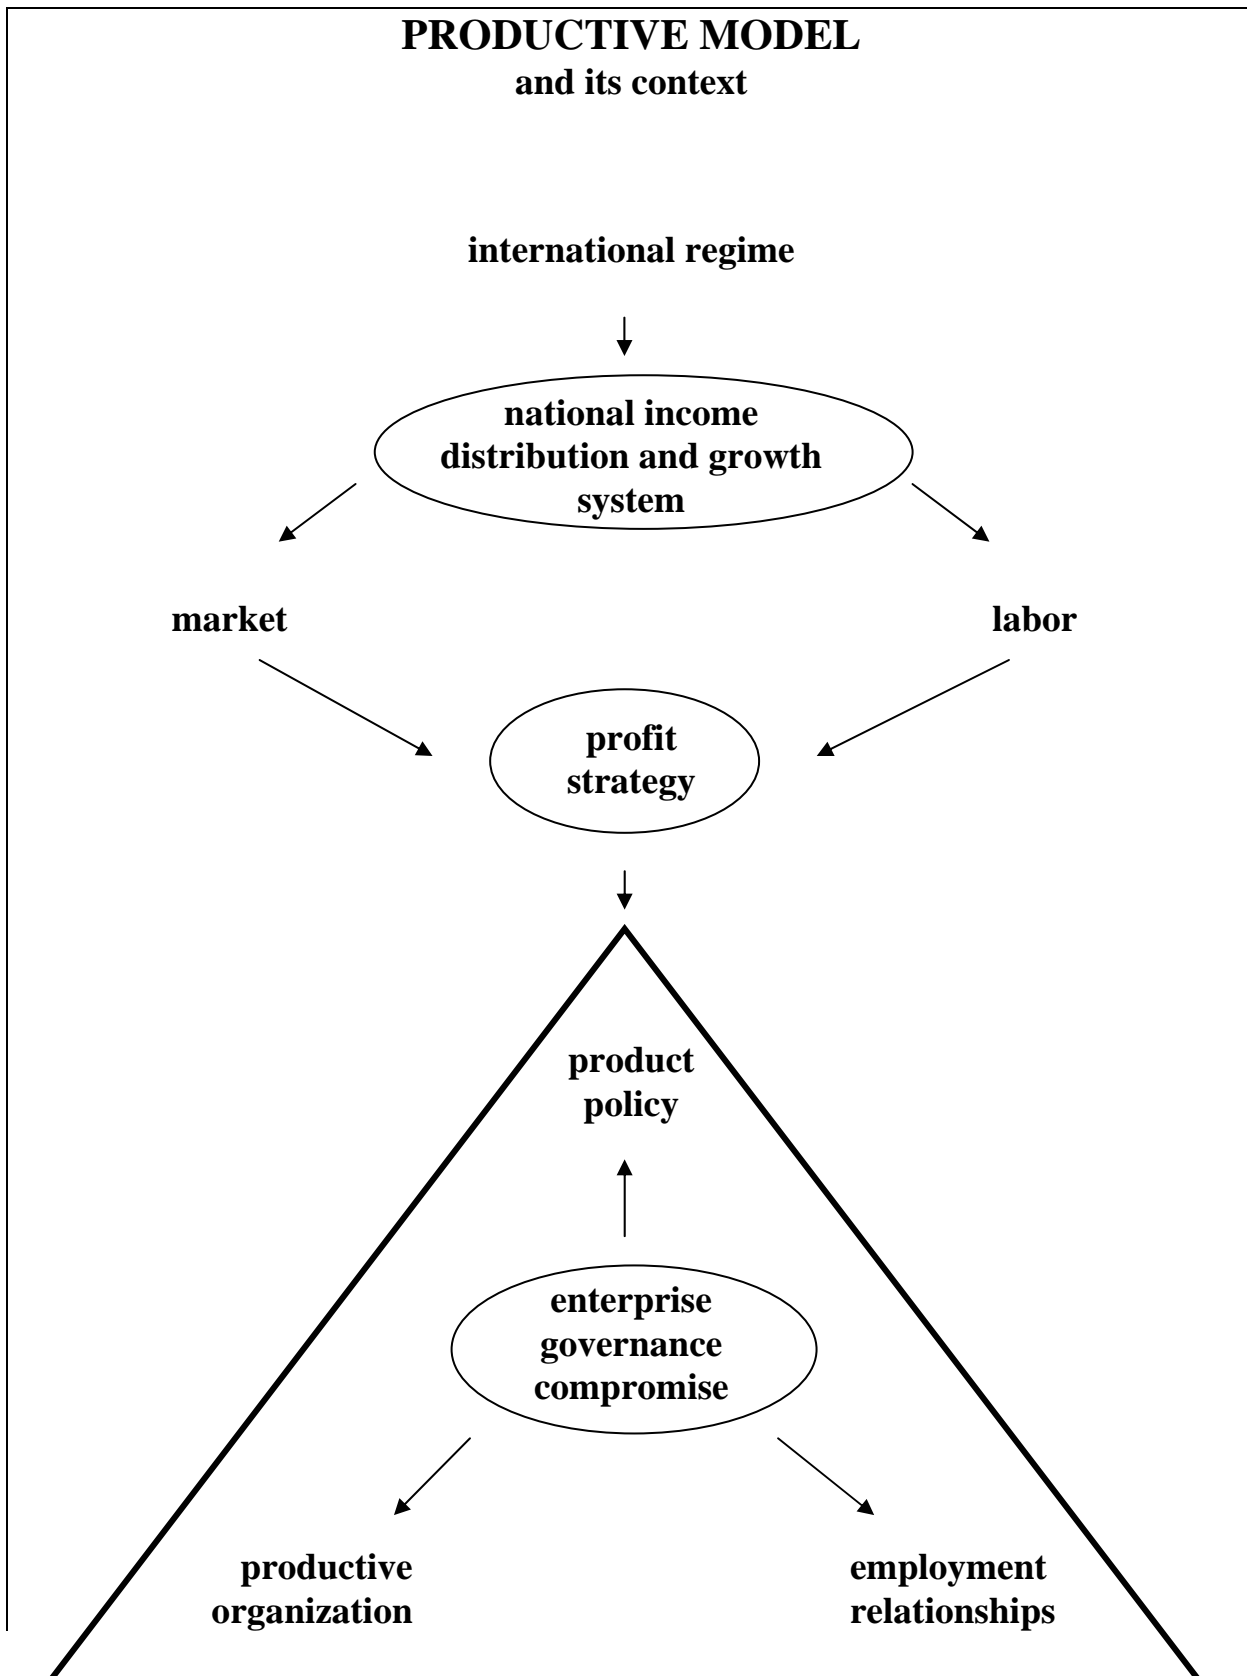 PRODUCTIVE MODEL
and its context
international regime
national income
distribution and growth
system
market
labor
profit
strategy
product
policy
enterprise
governance
compromise
productive
organization
employment
relationships